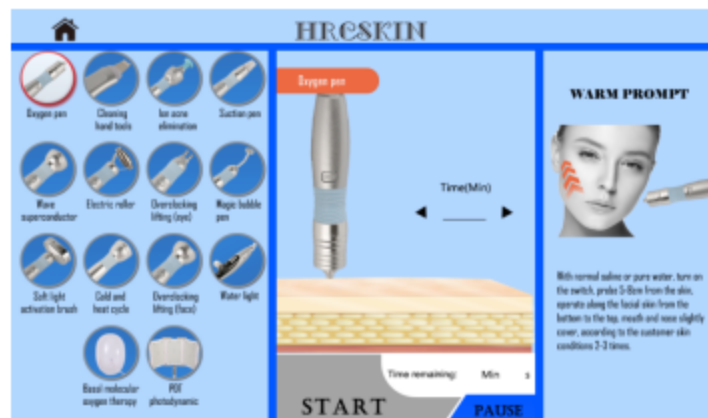 HRCSKIN
Oxygen pen
Cleaning
hand tools
Ion acne
elimination
Suction pen
Wave
superconductor
Electric roller
Overclocking
lifting (eye)
Magic bubble
pen
Soft light
activation brush
Cold and
heat cycle
Overclocking
lifting (face)
Water light
Basal molecular
oxygen therapy
PDT
photodynamic
Oxygen pen
Time(Min)
Time remaining: Min s
START
PAUSE
WARM PROMPT
With normal saline or pure water, turn on
the switch, probe 5-8cm from the skin,
operate along the facial skin from the
bottom to the top, mouth and nose slightly
cover, according to the customer skin
conditions 2-3 times.